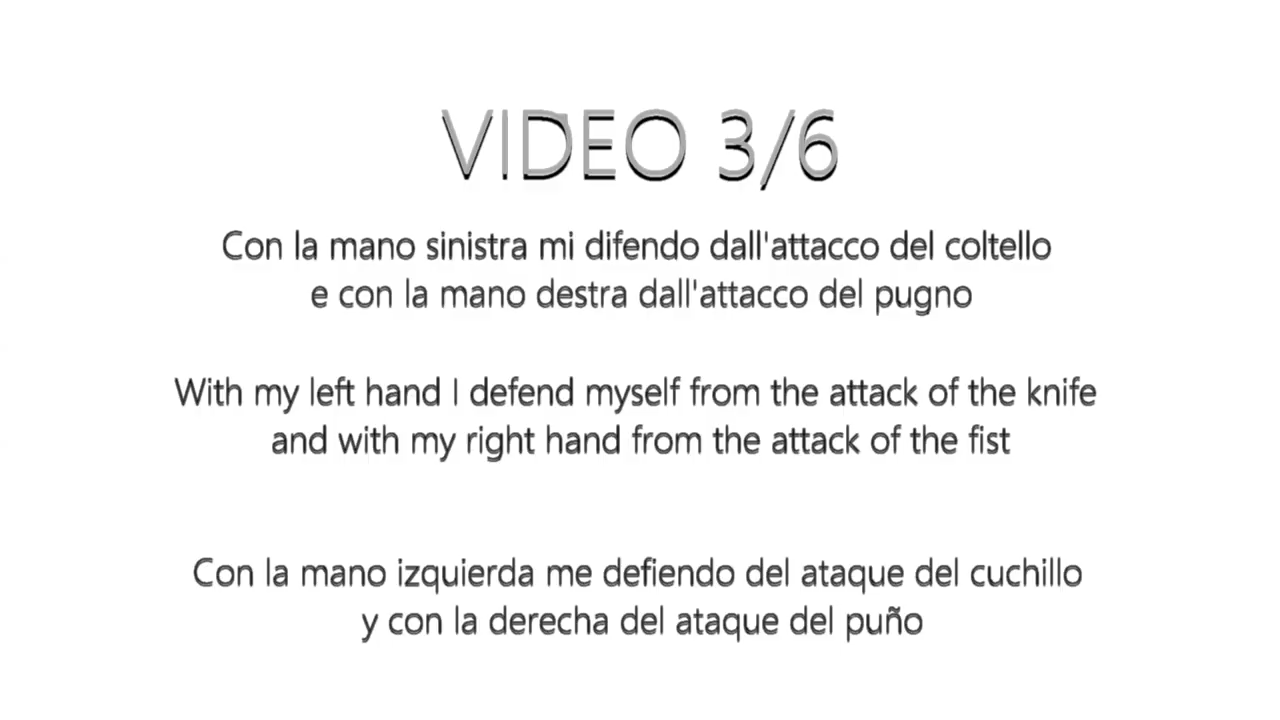 VIDEO 3/6
Con la mano sinistra mi difendo dall'attacco del coltello
e con la mano destra dall'attacco del pugno
With my left hand I defend myself from the attack of the knife
and with my right hand from the attack of the fist
Con la mano izquierda me defiendo del ataque del cuchillo
y con la derecha del ataque del puño